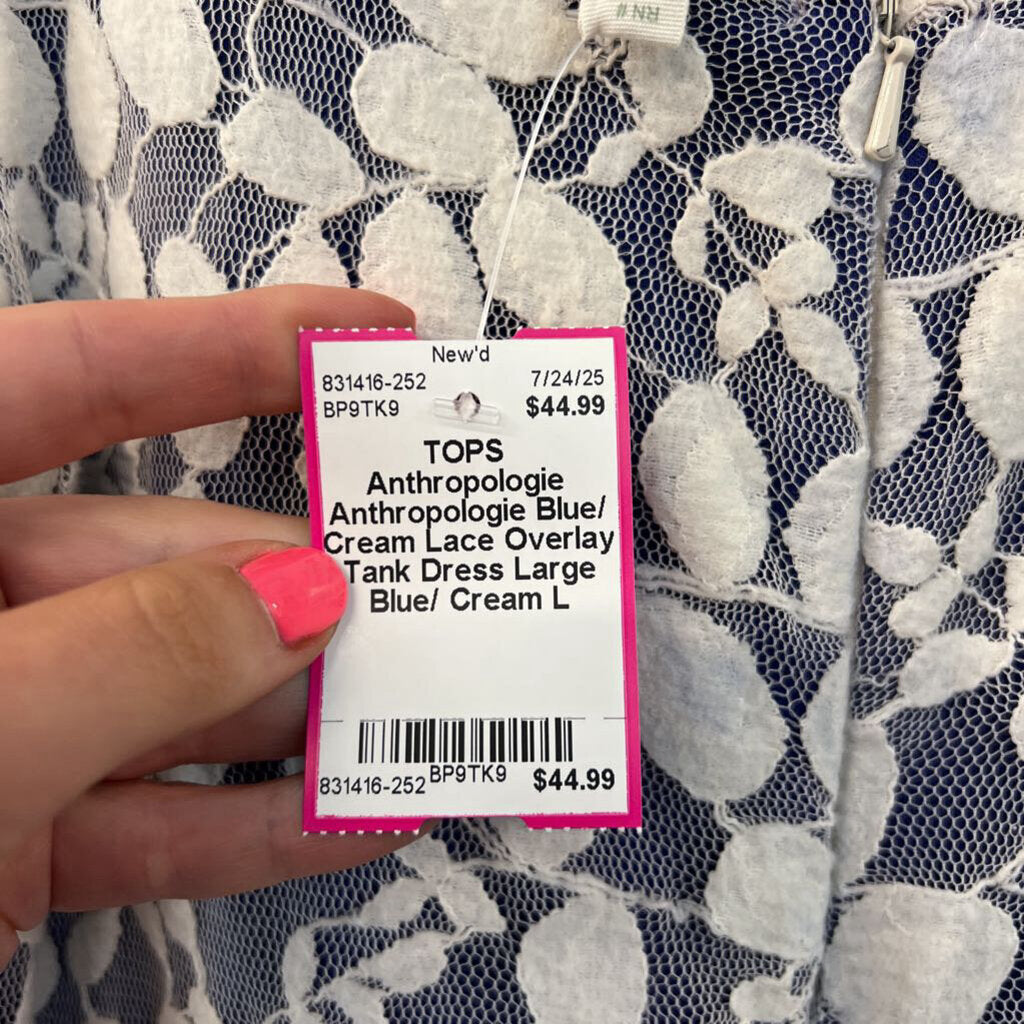 RN #
New'd
831416-252 7/24/25
BP9TK9 $44.99
TOPS
Anthropologie
Anthropologie Blue/
Cream Lace Overlay
Tank Dress Large
Blue/ Cream L
831416-252 BP9TK9 $44.99